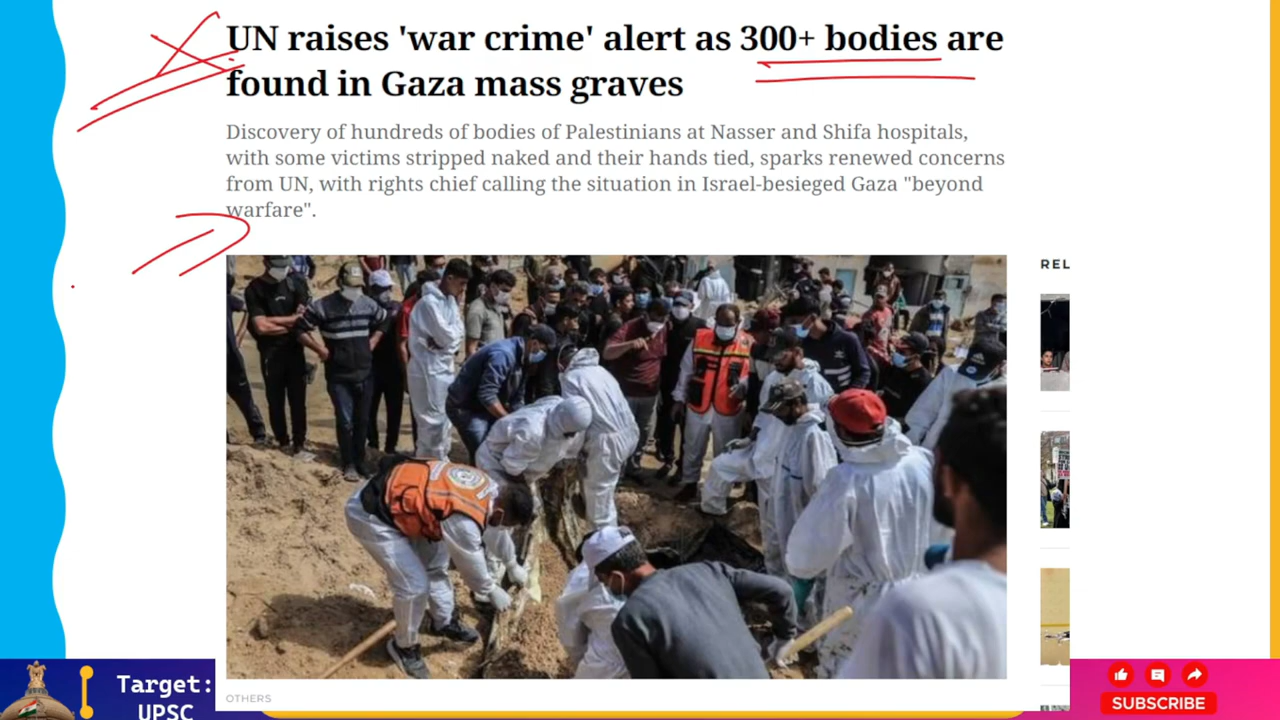 UN raises 'war crime' alert as 300+ bodies are
found in Gaza mass graves
Discovery of hundreds of bodies of Palestinians at Nasser and Shifa hospitals,
with some victims stripped naked and their hands tied, sparks renewed concerns
from UN, with rights chief calling the situation in Israel-besieged Gaza "beyond
warfare".
REL
OTHERS
Target:
UPSC
SUBSCRIBE